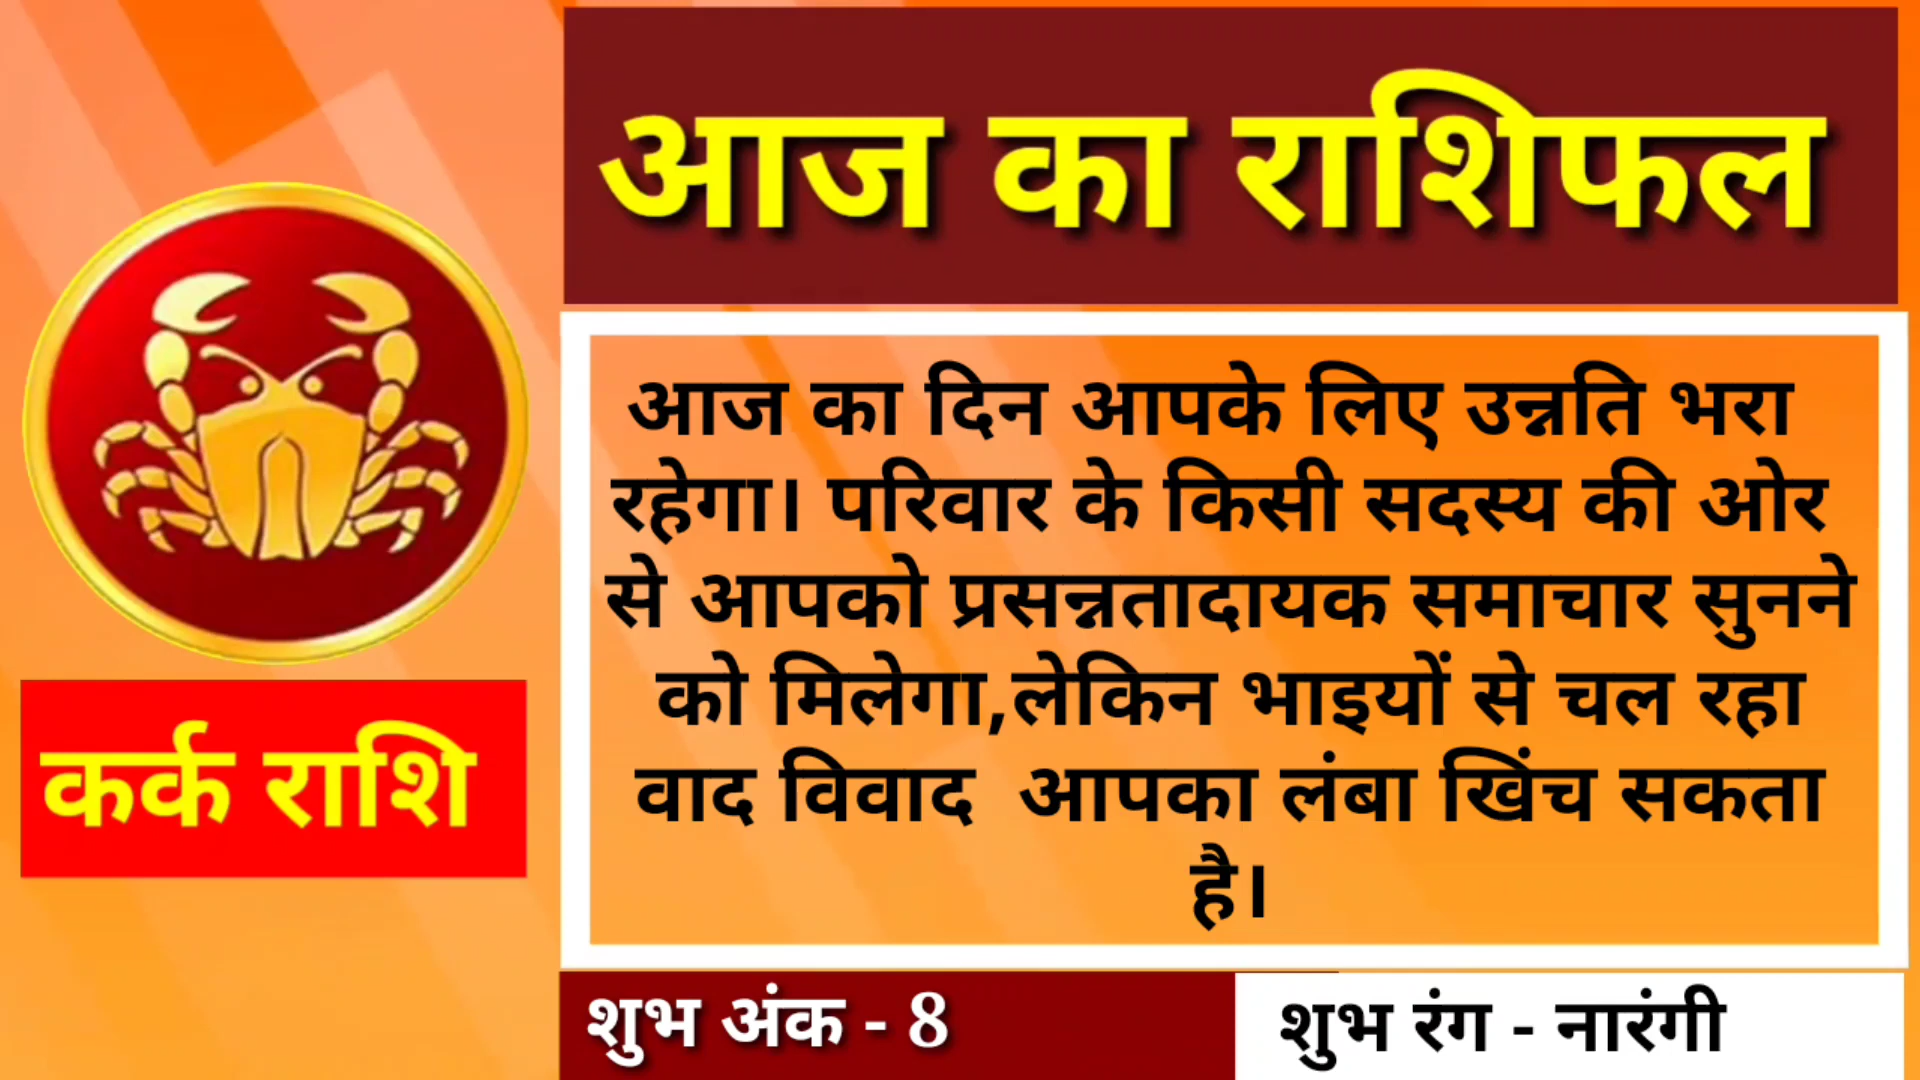 आज का राशिफल
कर्क राशि
आज का दिन आपके लिए उन्नति भरा
रहेगा। परिवार के किसी सदस्य की ओर
से आपको प्रसन्नतादायक समाचार सुनने
को मिलेगा,लेकिन भाइयों से चल रहा
वाद विवाद  आपका लंबा खिंच सकता
है।
शुभ अंक - 8
शुभ रंग - नारंगी